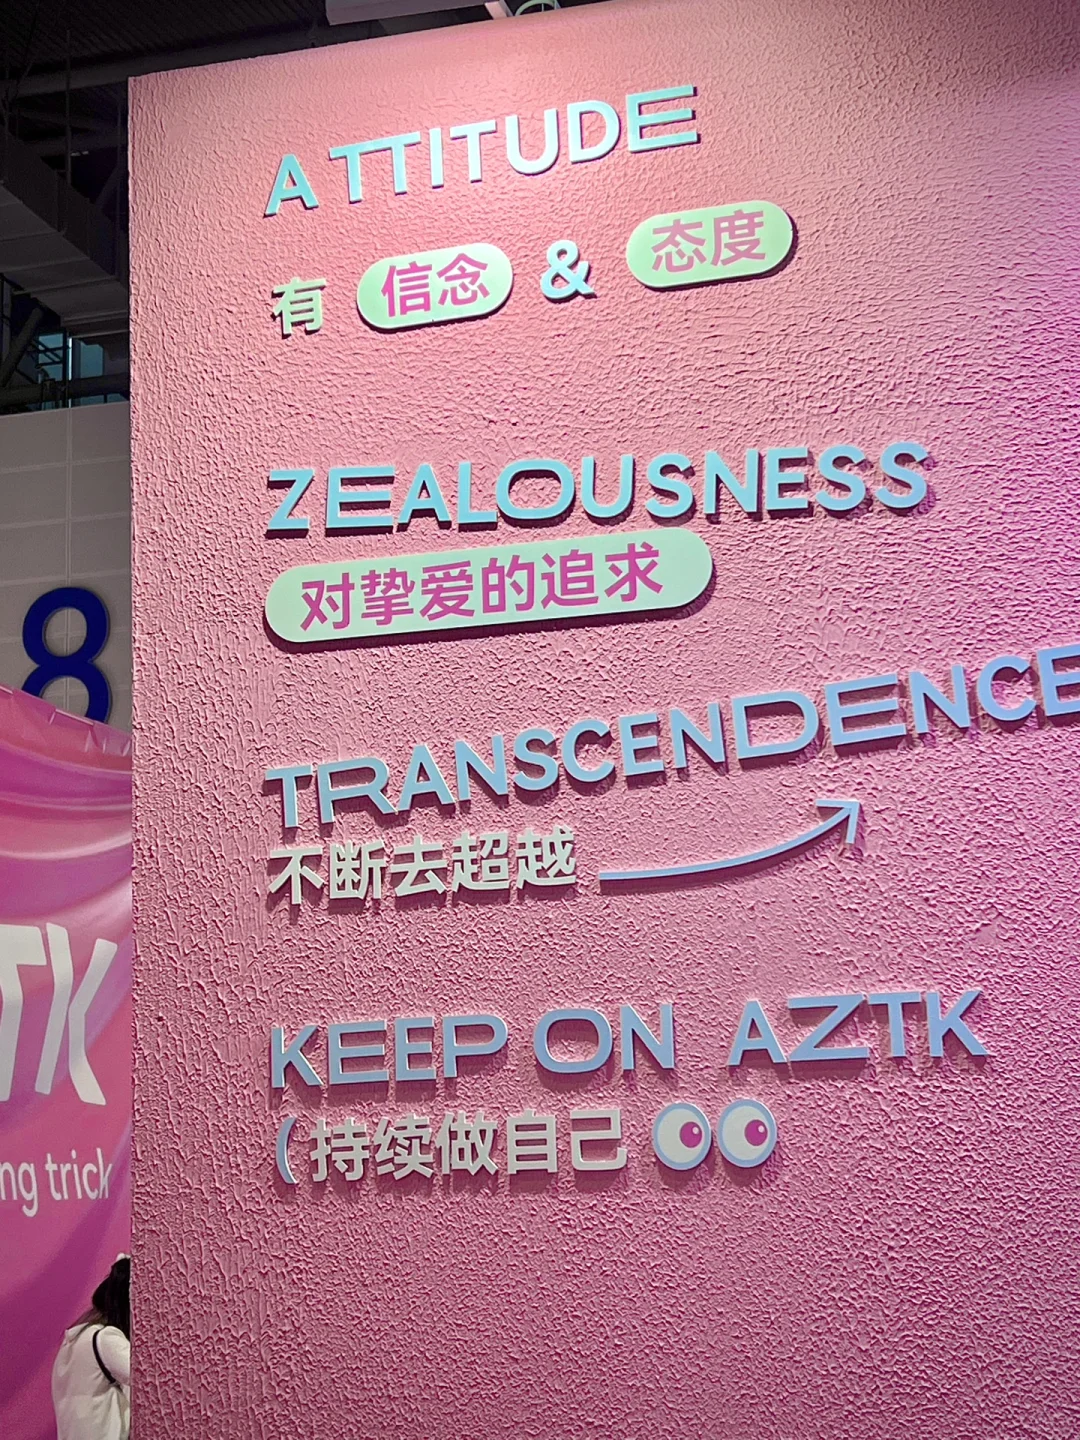 ATTITUDE
有 信念 & 态度
ZEALOUSNESS
对挚爱的追求
TRANSCENDENCE
不断去超越
KEEP ON AZTK
(持续做自己
8
TK
ng trick